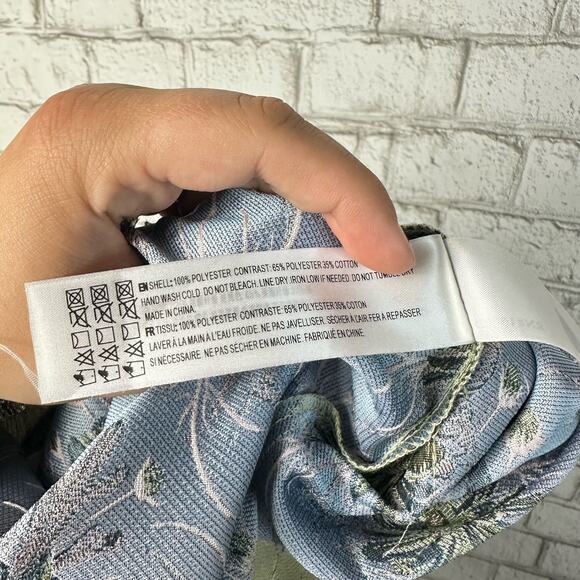 EN SHELL: 100% POLYESTER. CONTRAST: 65% POLYESTER 35% COTTON
HAND WASH COLD. DO NOT BLEACH. LINE DRY. IRON LOW IF NEEDED. DO NOT TUMBLE DRY
MADE IN CHINA.
FR TISSU: 100% POLYESTER CONTRASTE: 65% POLYESTER 35% COTON
LAVER À LA MAIN À L'EAU FROIDE. NE PAS JAVELLISER. SÉCHER À L'AIR. FER À REPASSER
SI NÉCESSAIRE. NE PAS SÉCHER EN MACHINE. FABRIQUÉ EN CHINE.